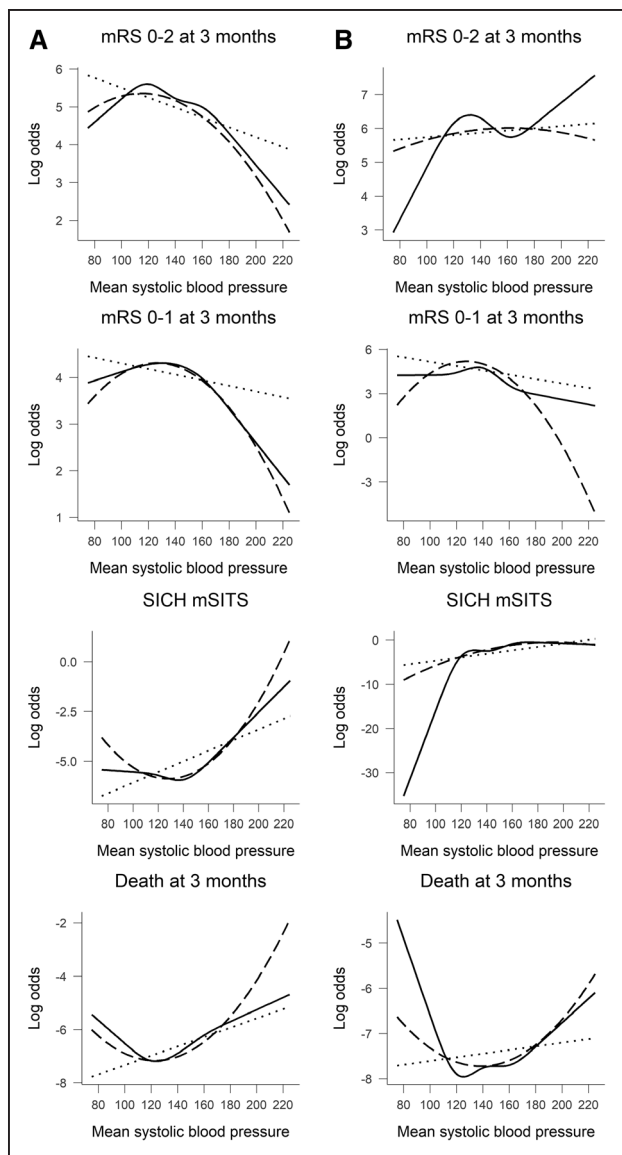 A
mRS 0-2 at 3 months
6
5
4
3
2
Log odds
80 100 120 140 160 180 200 220
Mean systolic blood pressure
B
mRS 0-2 at 3 months
7
6
5
4
3
Log odds
80 100 120 140 160 180 200 220
Mean systolic blood pressure
mRS 0-1 at 3 months
4
3
2
1
Log odds
80 100 120 140 160 180 200 220
Mean systolic blood pressure
mRS 0-1 at 3 months
6
3
0
-3
Log odds
80 100 120 140 160 180 200 220
Mean systolic blood pressure
SICH mSITS
0.0
-2.5
-5.0
Log odds
80 100 120 140 160 180 200 220
Mean systolic blood pressure
SICH mSITS
0
-10
-20
-30
Log odds
80 100 120 140 160 180 200 220
Mean systolic blood pressure
Death at 3 months
-2
-4
-6
-8
Log odds
80 100 120 140 160 180 200 220
Mean systolic blood pressure
Death at 3 months
-5
-6
-7
-8
Log odds
80 100 120 140 160 180 200 220
Mean systolic blood pressure